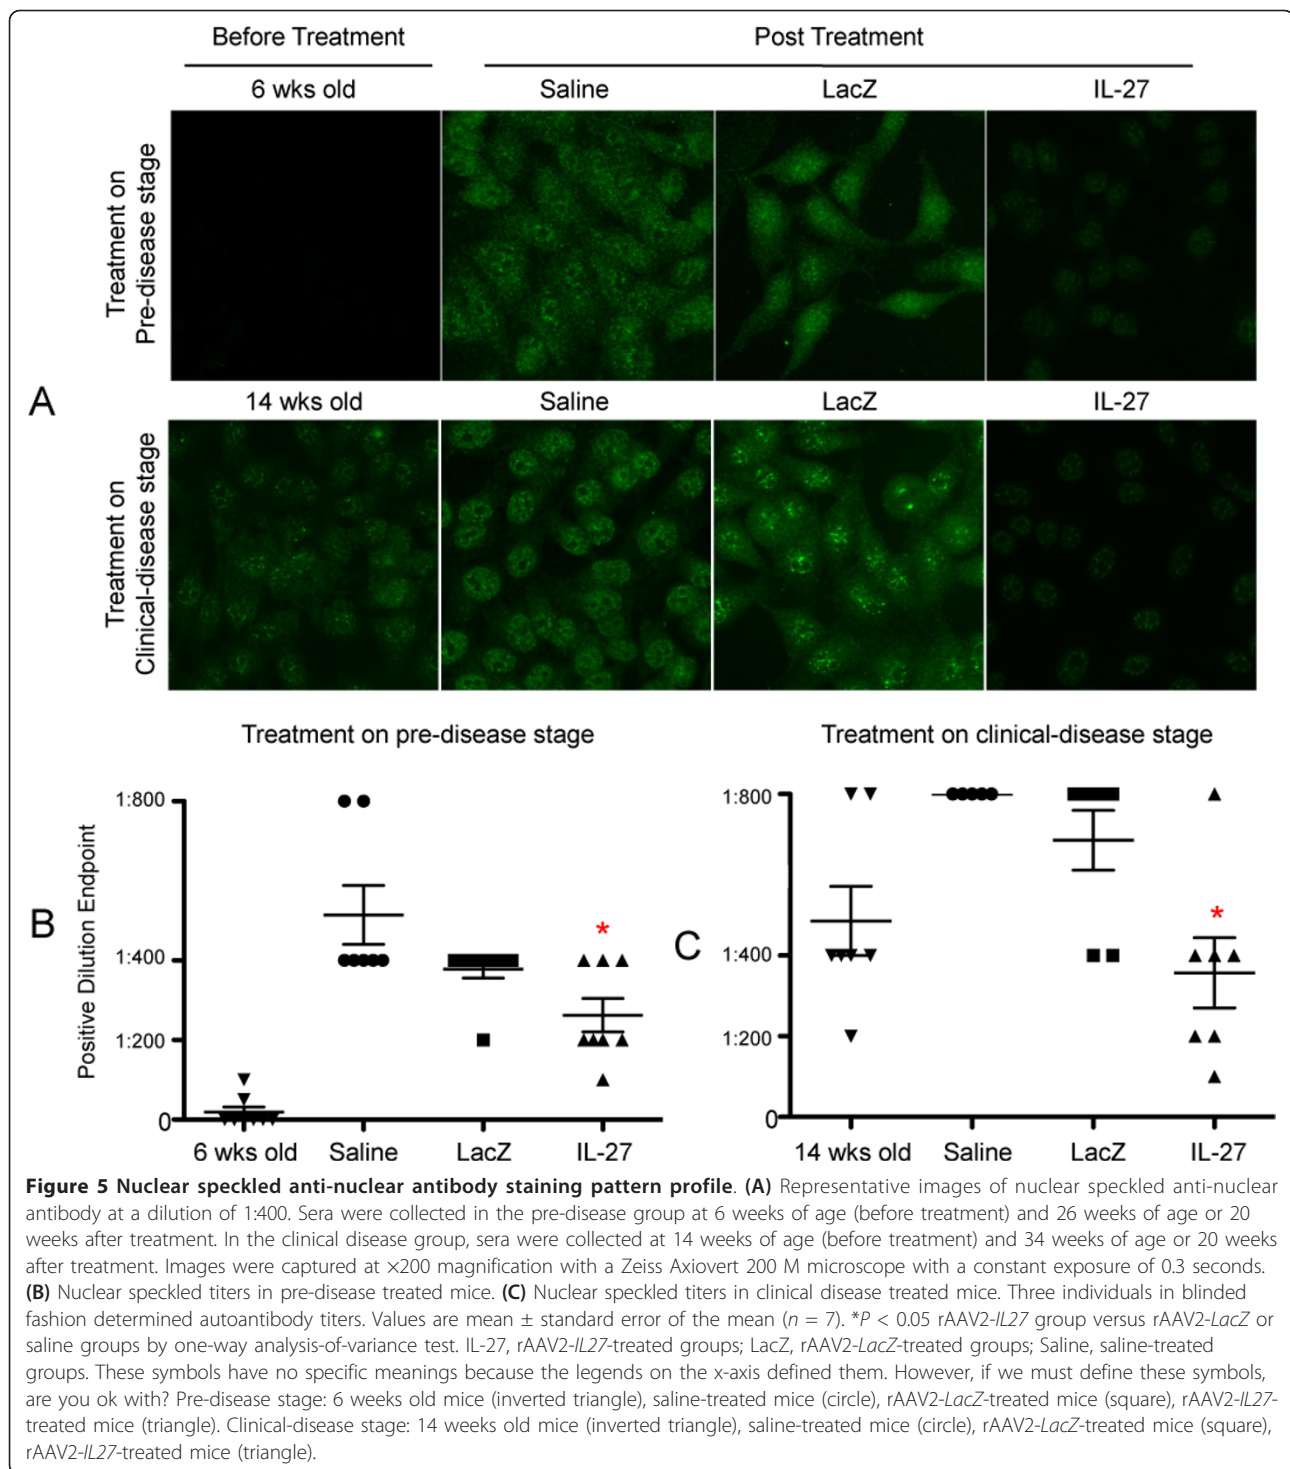 Before Treatment
Post Treatment
6 wks old
Saline
LacZ
IL-27
Treatment on
Pre-disease stage
A
14 wks old
Saline
LacZ
IL-27
Treatment on
Clinical-disease stage
Treatment on pre-disease stage
B
Positive Dilution Endpoint
1:800
1:400
1:200
0
*
6 wks old
Saline
LacZ
IL-27
Treatment on clinical-disease stage
C
1:800
1:400
1:200
0
*
14 wks old
Saline
LacZ
IL-27
Figure 5 Nuclear speckled anti-nuclear antibody staining pattern profile. (A) Representative images of nuclear speckled anti-nuclear
antibody at a dilution of 1:400. Sera were collected in the pre-disease group at 6 weeks of age (before treatment) and 26 weeks of age or 20
weeks after treatment. In the clinical disease group, sera were collected at 14 weeks of age (before treatment) and 34 weeks of age or 20 weeks
after treatment. Images were captured at ×200 magnification with a Zeiss Axiovert 200 M microscope with a constant exposure of 0.3 seconds.
(B) Nuclear speckled titers in pre-disease treated mice. (C) Nuclear speckled titers in clinical disease treated mice. Three individuals in blinded
fashion determined autoantibody titers. Values are mean ± standard error of the mean (n = 7). *P < 0.05 rAAV2-IL27 group versus rAAV2-LacZ or
saline groups by one-way analysis-of-variance test. IL-27, rAAV2-IL27-treated groups; LacZ, rAAV2-LacZ-treated groups; Saline, saline-treated
groups. These symbols have no specific meanings because the legends on the x-axis defined them. However, if we must define these symbols,
are you ok with? Pre-disease stage: 6 weeks old mice (inverted triangle), saline-treated mice (circle), rAAV2-LacZ-treated mice (square), rAAV2-IL27-
treated mice (triangle). Clinical-disease stage: 14 weeks old mice (inverted triangle), saline-treated mice (circle), rAAV2-LacZ-treated mice (square),
rAAV2-IL27-treated mice (triangle).